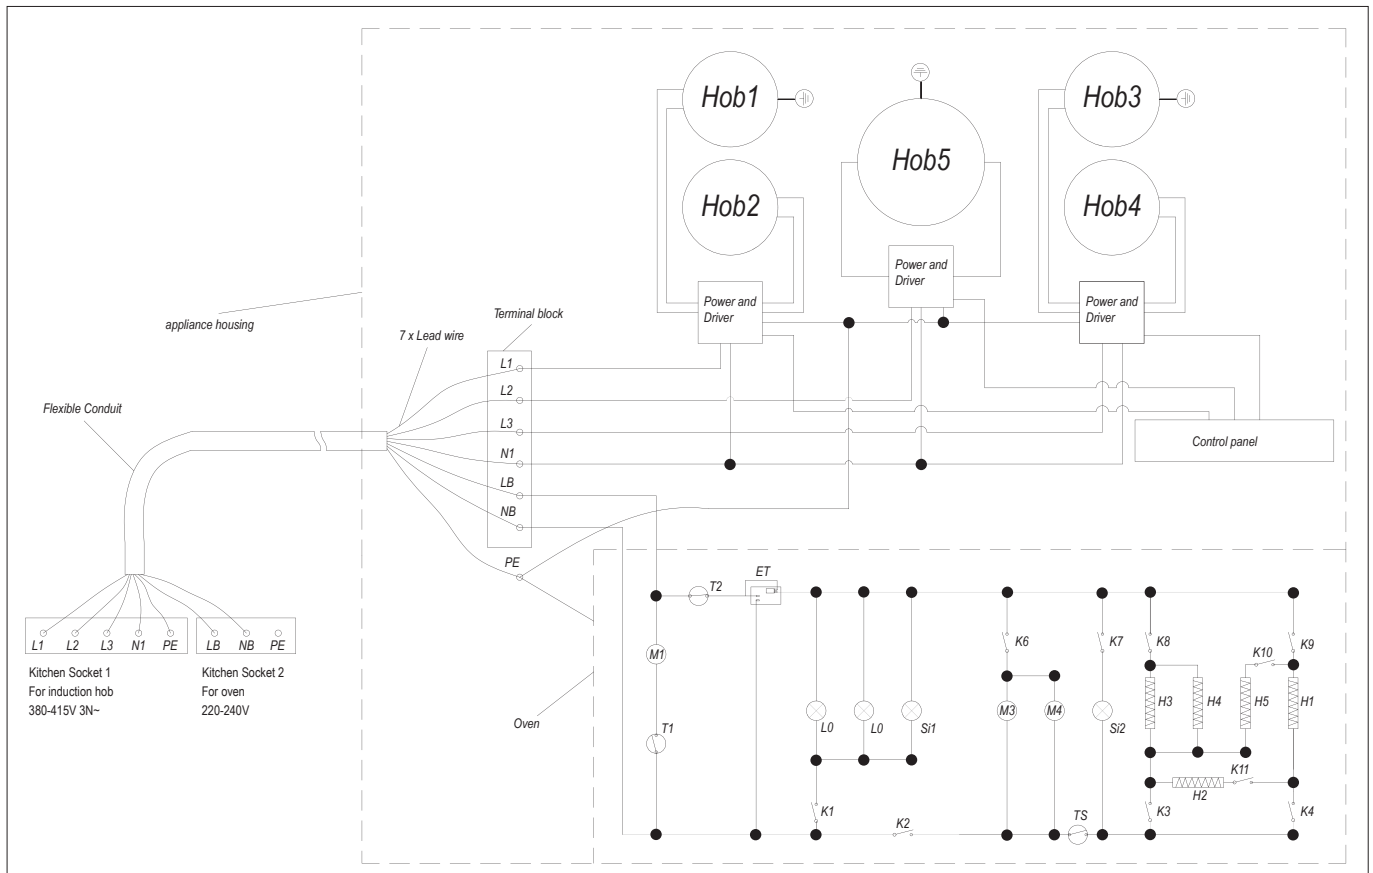 Hob1
Hob3
Hob5
Hob2
Hob4
Power and
Driver
Power and
Driver
Power and
Driver
appliance housing
Terminal block
7 x Lead wire
L1
L2
L3
N1
LB
NB
PE
Flexible Conduit
Control panel
ET
T2
M1
T1
K6
K7
K8
K10
K9
L0
L0
Si1
M3
M4
Si2
H3
H4
H5
H1
K11
H2
K1
K2
TS
K3
K4
Oven
L1 L2 L3 N1 PE
LB NB PE
Kitchen Socket 1
For induction hob
380-415V 3N~
Kitchen Socket 2
For oven
220-240V